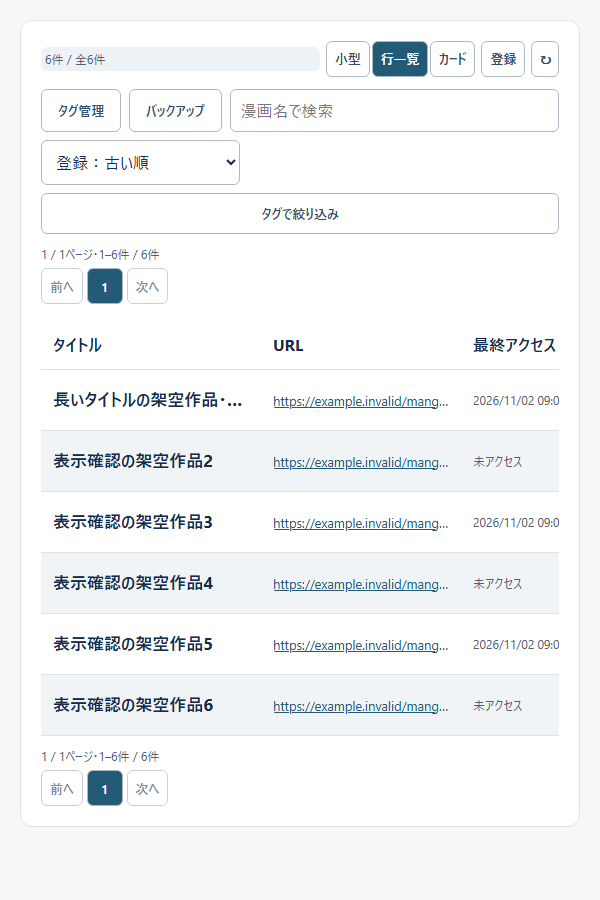 6件 / 全6件 小型 行一覧 カード 登録 ↻
タグ管理 バックアップ 漫画名で検索
登録：古い順
タグで絞り込み
1 / 1ページ・1–6件 / 6件
前へ 1 次へ
タイトル URL 最終アクセス
長いタイトルの架空作品・… https://example.invalid/mang… 2026/11/02 09:0
表示確認の架空作品2 https://example.invalid/mang… 未アクセス
表示確認の架空作品3 https://example.invalid/mang… 2026/11/02 09:0
表示確認の架空作品4 https://example.invalid/mang… 未アクセス
表示確認の架空作品5 https://example.invalid/mang… 2026/11/02 09:0
表示確認の架空作品6 https://example.invalid/mang… 未アクセス
1 / 1ページ・1–6件 / 6件
前へ 1 次へ